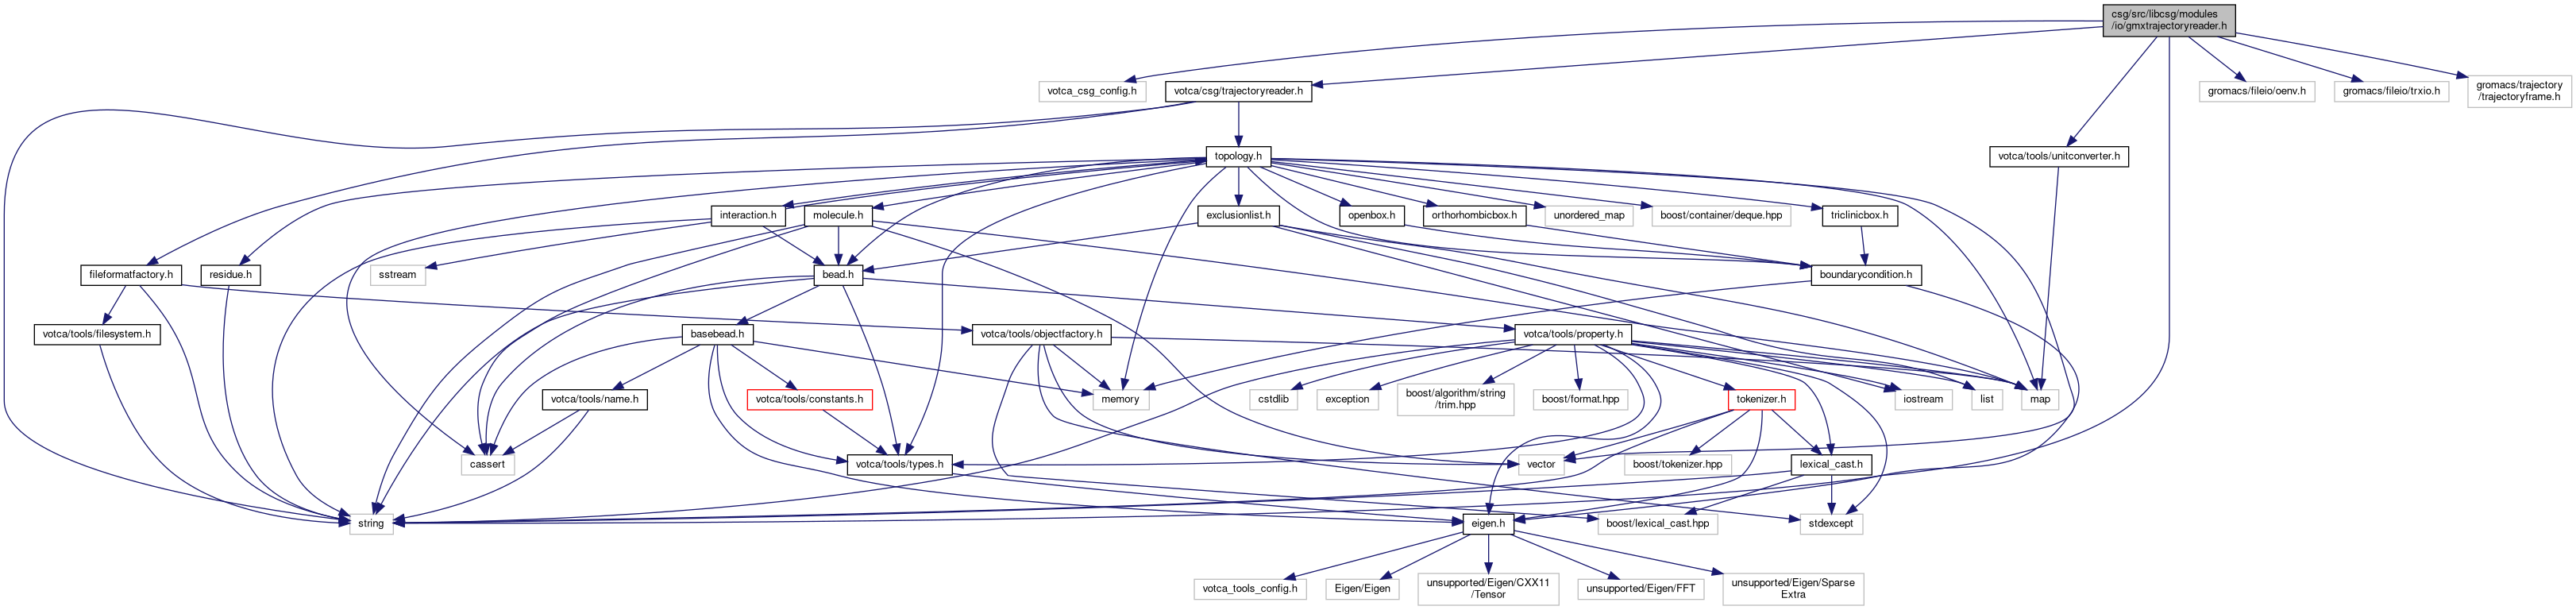 csg/src/libcsg/modules
/io/gmxtrajectoryreader.h
votca_csg_config.h
votca/csg/trajectoryreader.h
gromacs/fileio/oenv.h
gromacs/fileio/trxio.h
gromacs/trajectory
/trajectoryframe.h
topology.h
votca/tools/unitconverter.h
interaction.h
molecule.h
exclusionlist.h
openbox.h
orthorhombicbox.h
unordered_map
boost/container/deque.hpp
triclinicbox.h
fileformatfactory.h
residue.h
sstream
bead.h
boundarycondition.h
votca/tools/filesystem.h
basebead.h
votca/tools/objectfactory.h
votca/tools/property.h
votca/tools/name.h
votca/tools/constants.h
memory
cstdlib
exception
boost/algorithm/string
/trim.hpp
boost/format.hpp
tokenizer.h
iostream
list
map
cassert
votca/tools/types.h
vector
boost/tokenizer.hpp
lexical_cast.h
string
eigen.h
boost/lexical_cast.hpp
stdexcept
votca_tools_config.h
Eigen/Eigen
unsupported/Eigen/CXX11
/Tensor
unsupported/Eigen/FFT
unsupported/Eigen/Sparse
Extra